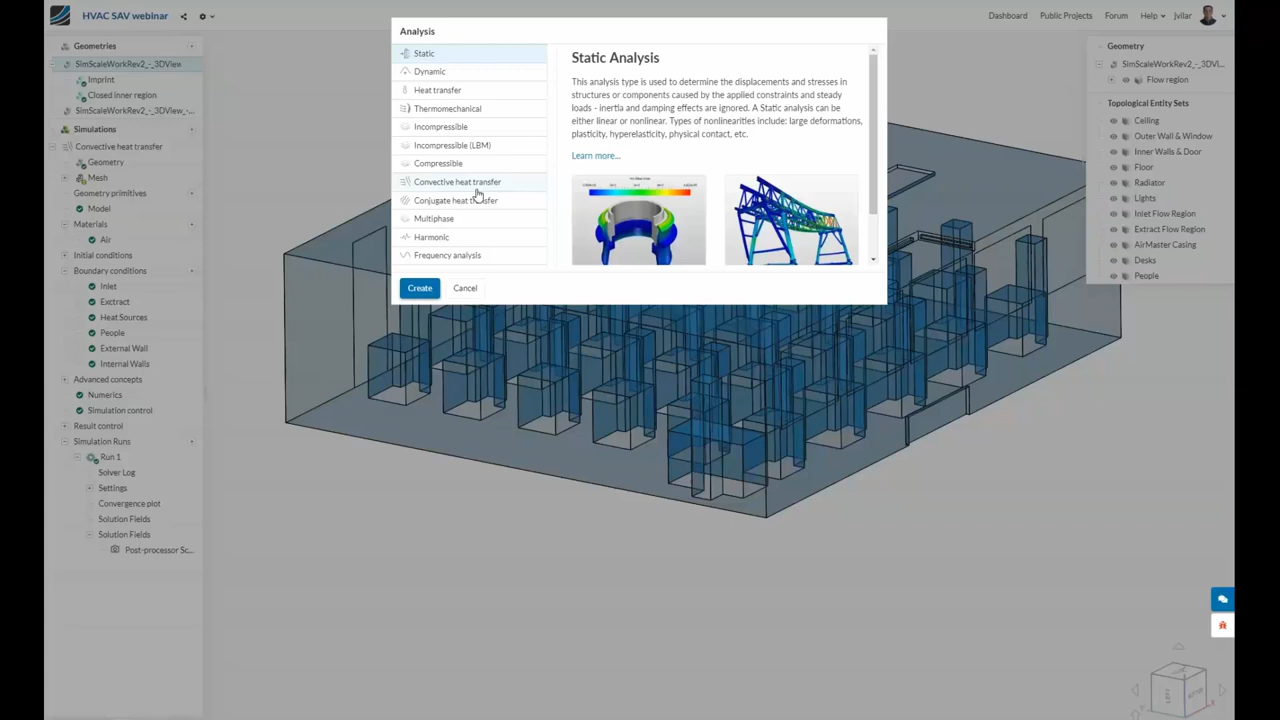 HVAC SAV webinar
Dashboard
Public Projects
Forum
Help
jvilar
Geometries
SimScaleWorkRev2_-_3DView
Imprint
Closed inner region
SimScaleWorkRev2_-_3DView_-...
Simulations
Convective heat transfer
Geometry
Mesh
Geometry primitives
Model
Materials
Air
Initial conditions
Boundary conditions
Inlet
Exctract
Heat Sources
People
External Wall
Internal Walls
Advanced concepts
Numerics
Simulation control
Result control
Simulation Runs
Run 1
Solver Log
Settings
Convergence plot
Solution Fields
Solution Fields
Post-processor Sc...
Analysis
Static
Dynamic
Heat transfer
Thermomechanical
Incompressible
Incompressible (LBM)
Compressible
Convective heat transfer
Conjugate heat transfer
Multiphase
Harmonic
Frequency analysis
Static Analysis
This analysis type is used to determine the displacements and stresses in
structures or components caused by the applied constraints and steady
loads - inertia and damping effects are ignored. A Static analysis can be
either linear or nonlinear. Types of nonlinearities include: large deformations,
plasticity, hyperelasticity, physical contact, etc.
Learn more...
Create
Cancel
Geometry
SimScaleWorkRev2_-_3DVi...
Flow region
Topological Entity Sets
Ceiling
Outer Wall & Window
Inner Walls & Door
Floor
Radiator
Lights
Inlet Flow Region
Extract Flow Region
AirMaster Casing
Desks
People
LEFT